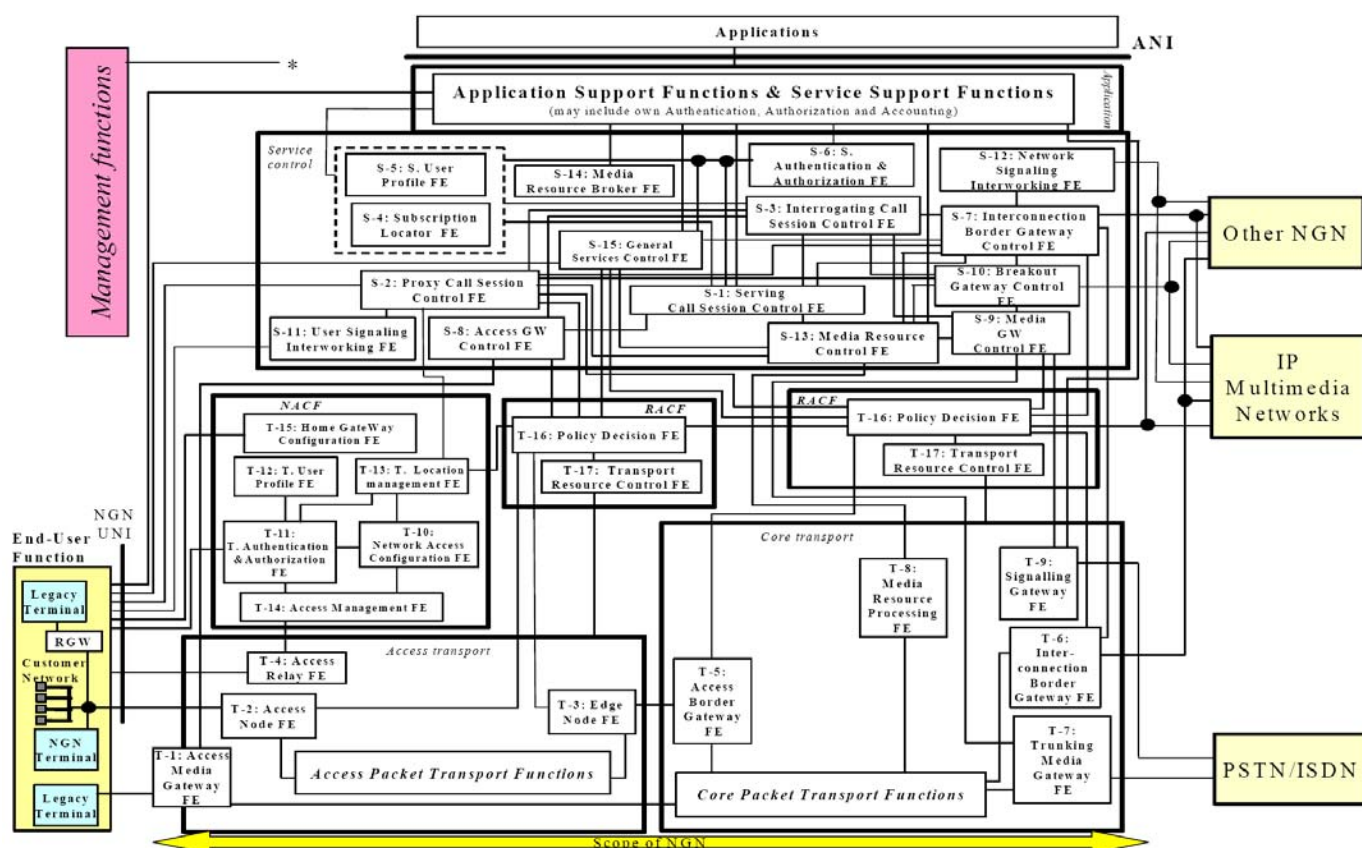 Applications
ANI
Management functions
*
Application
Application Support Functions & Service Support Functions
(may include own Authentication, Authorization and Accounting)
Service
control
S-5: S. User
Profile FE
S-4: Subscription
Locator FE
S-14: Media
Resource Broker FE
S-6: S.
Authentication &
Authorization FE
S-12: Network
Signaling
Interworking FE
S-3: Interrogating Call
Session Control FE
S-7: Interconnection
Border Gateway
Control FE
S-15: General
Services Control FE
S-2: Proxy Call Session
Control FE
S-10: Breakout
Gateway Control
FE
S-1: Serving
Call Session Control FE
S-11: User Signaling
Interworking FE
S-8: Access GW
Control FE
S-13: Media Resource
Control FE
S-9: Media
GW
Control FE
Other NGN
IP
Multimedia
Networks
NACF
T-15: Home GateWay
Configuration FE
T-12: T. User
Profile FE
T-13: T. Location
management FE
T-11:
T. Authentication
&Authorization
FE
T-10:
Network Access
Configuration FE
T-14: Access Management FE
RACF
T-16: Policy Decision FE
T-17: Transport
Resource Control FE
RACF
T-16: Policy Decision FE
T-17: Transport
Resource Control FE
NGN
UNI
End-User
Function
Legacy
Terminal
RGW
Customer
Network
NGN
Terminal
Legacy
Terminal
Access transport
T-4: Access
Relay FE
T-2: Access
Node FE
T-3: Edge
Node FE
T-1: Access
Media
Gateway
FE
Access Packet Transport Functions
Core transport
T-5:
Access
Border
Gateway
FE
T-8:
Media
Resource
Processing
FE
T-9:
Signalling
Gateway
FE
T-6:
Inter-
connection
Border
Gateway FE
T-7:
Trunking
Media
Gateway
FE
Core Packet Transport Functions
PSTN/ISDN
Scope of NGN